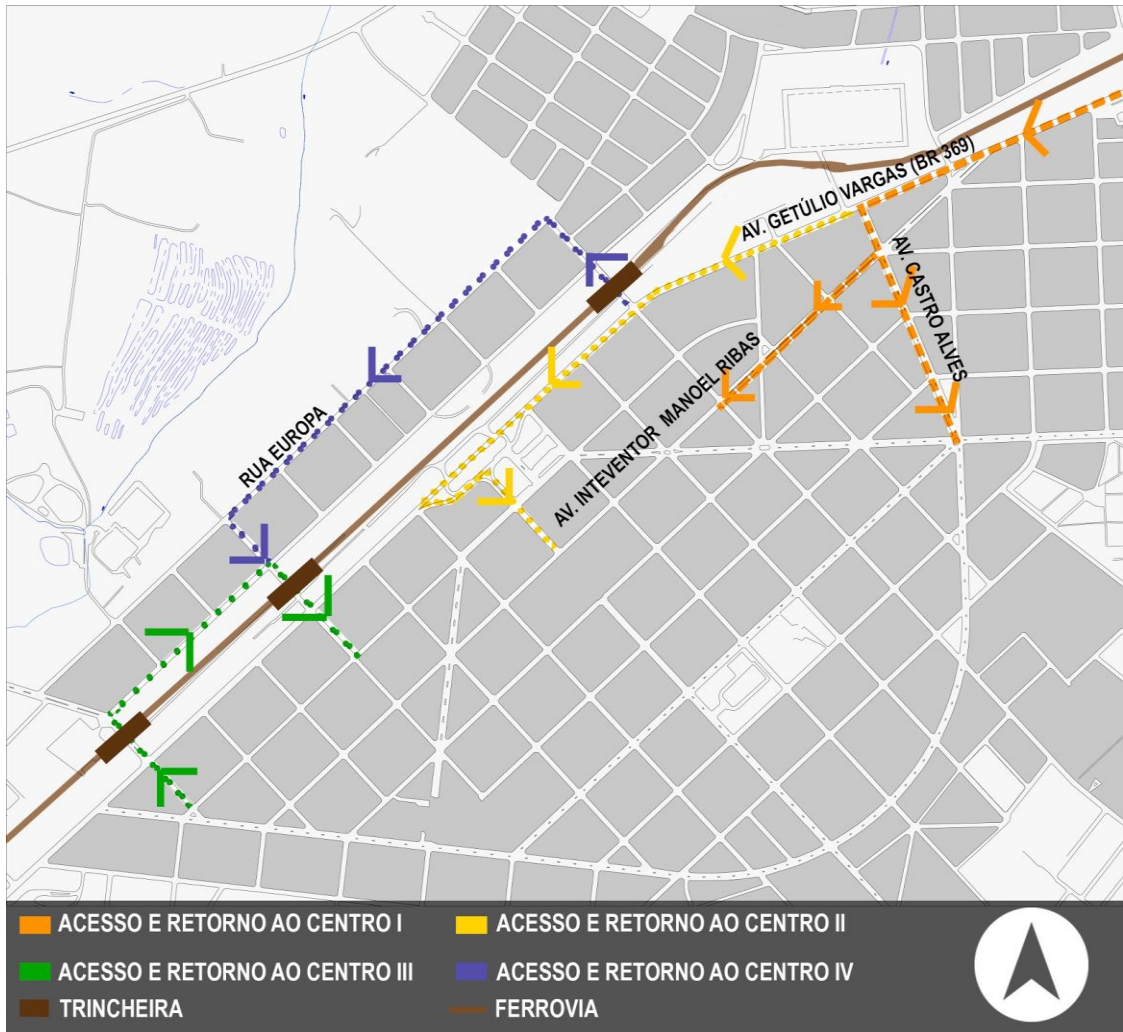 AV. GETÚLIO VARGAS (BR 369)
AV. CASTRO ALVES
AV. INTEVENTOR MANOEL RIBAS
RUA EUROPA
ACESSO E RETORNO AO CENTRO I
ACESSO E RETORNO AO CENTRO II
ACESSO E RETORNO AO CENTRO III
ACESSO E RETORNO AO CENTRO IV
TRINCHEIRA
FERROVIA